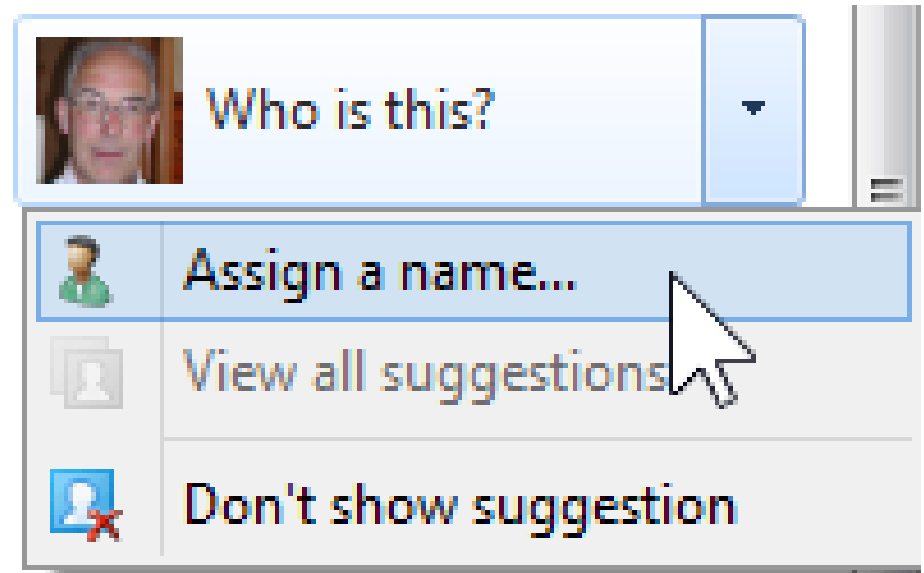 Who is this?
Assign a name...
View all suggestions
Don't show suggestion